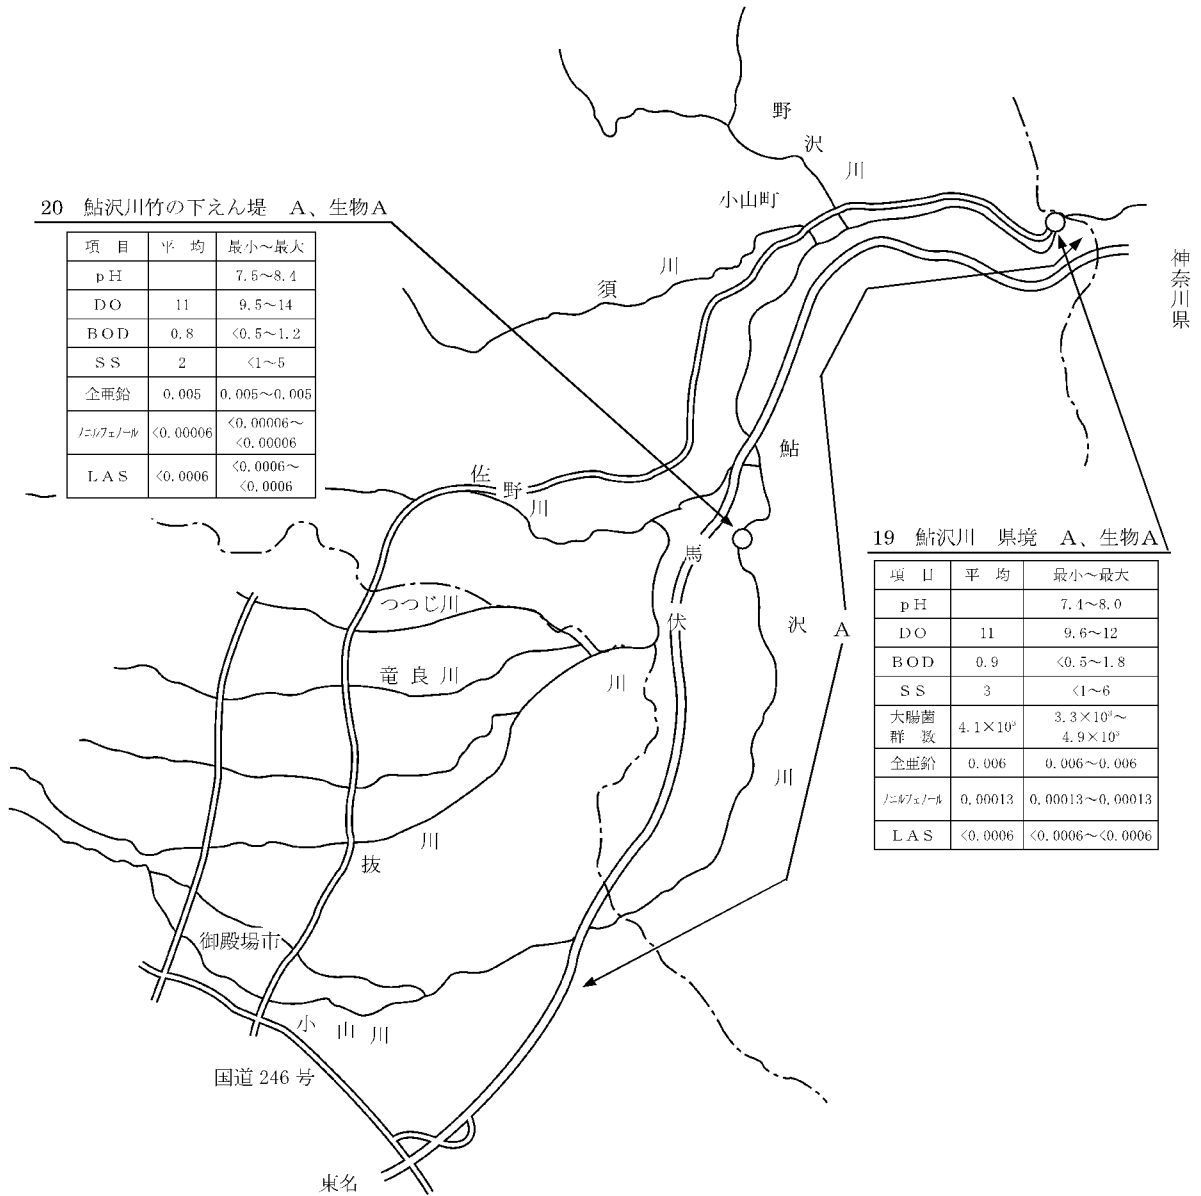 野
沢
川
小山町
20 鮎沢川竹の下えん堤 A、生物A
項 目 平 均 最小～最大
pH 7.5～8.4
DO 11 9.5～14
BOD 0.8 <0.5～1.2
SS 2 <1～5
全亜鉛 0.005 0.005～0.005
ノニルフェノール <0.00006 <0.00006～
<0.00006
LAS <0.0006 <0.0006～
<0.0006
須 川
神奈川県
鮎
沢
川
佐
野
川
馬
伏
川
つつじ川
竜良川
川
抜
A
19 鮎沢川 県境 A、生物A
項 目 平 均 最小～最大
pH 7.4～8.0
DO 11 9.6～12
BOD 0.9 <0.5～1.8
SS 3 <1～6
大腸菌
群 数 4.1×10³ 3.3×10³～
4.9×10³
全亜鉛 0.006 0.006～0.006
ノニルフェノール 0.00013 0.00013～0.00013
LAS <0.0006 <0.0006～<0.0006
御殿場市
小山川
国道246号
東名